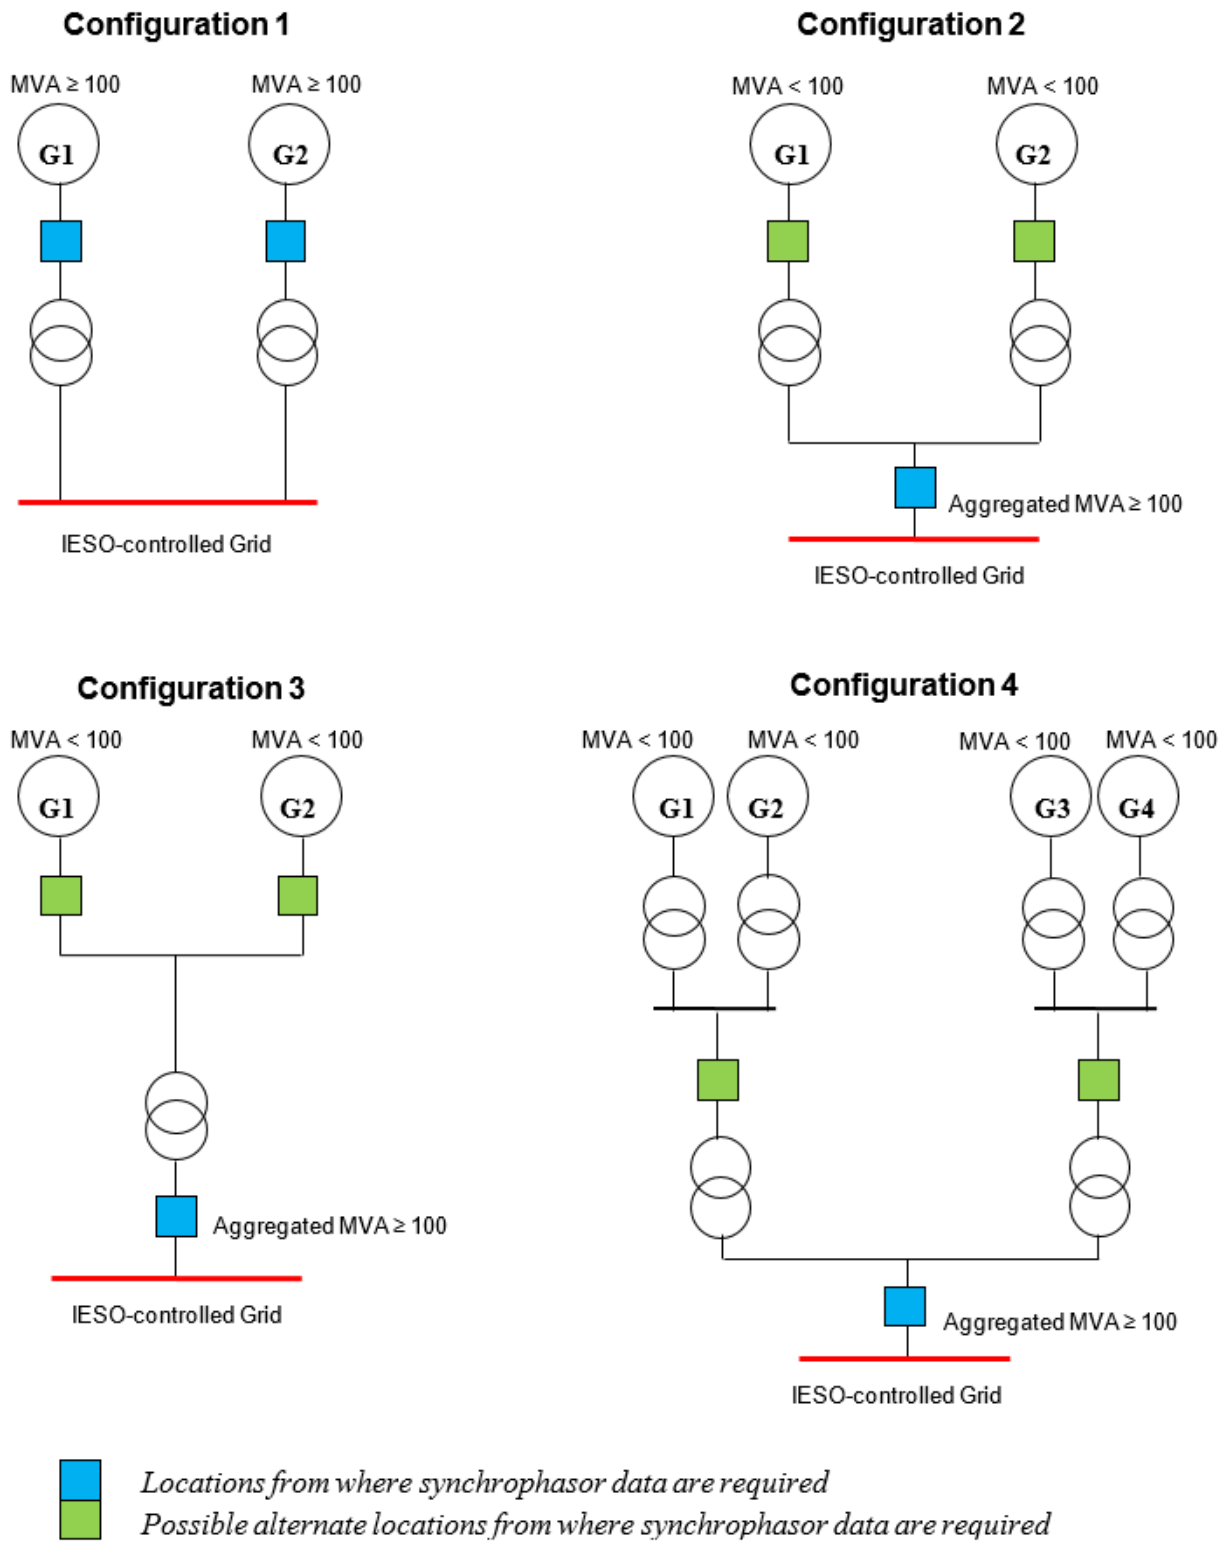 Configuration 1
MVA ≥ 100
MVA ≥ 100
G1
G2
IESO-controlled Grid
Configuration 2
MVA < 100
MVA < 100
G1
G2
Aggregated MVA ≥ 100
IESO-controlled Grid
Configuration 3
MVA < 100
MVA < 100
G1
G2
Aggregated MVA ≥ 100
IESO-controlled Grid
Configuration 4
MVA < 100
MVA < 100
MVA < 100
MVA < 100
G1
G2
G3
G4
Aggregated MVA ≥ 100
IESO-controlled Grid
Locations from where synchrophasor data are required
Possible alternate locations from where synchrophasor data are required